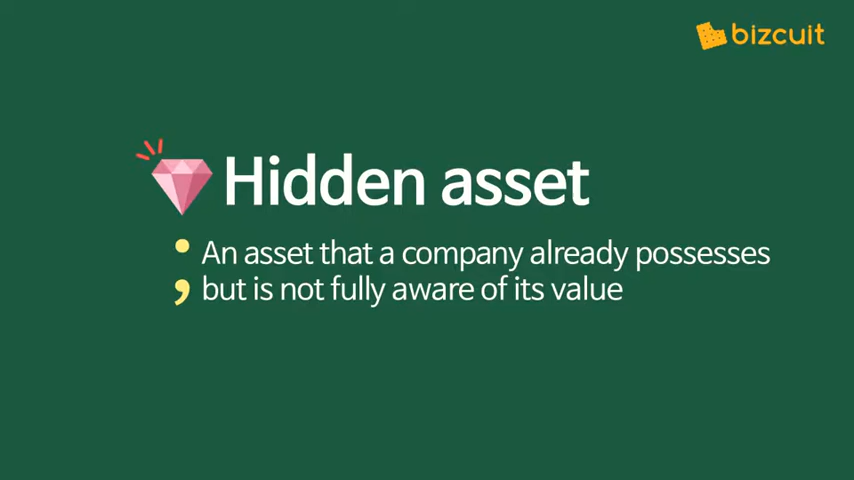 bizcuit
Hidden asset
; An asset that a company already possesses
but is not fully aware of its value